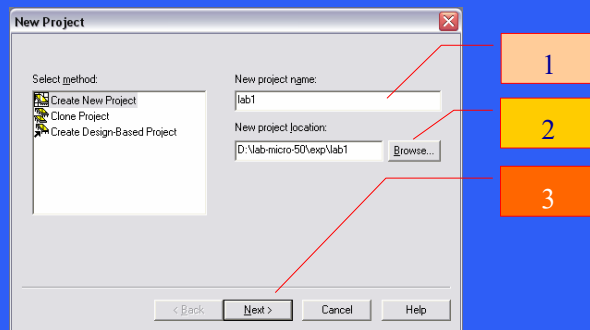 New Project
Select method:
Create New Project
Clone Project
Create Design-Based Project
New project name:
lab1
New project location:
D:\lab-micro-50\exp\lab1
Browse...
< Back
Next >
Cancel
Help
1
2
3